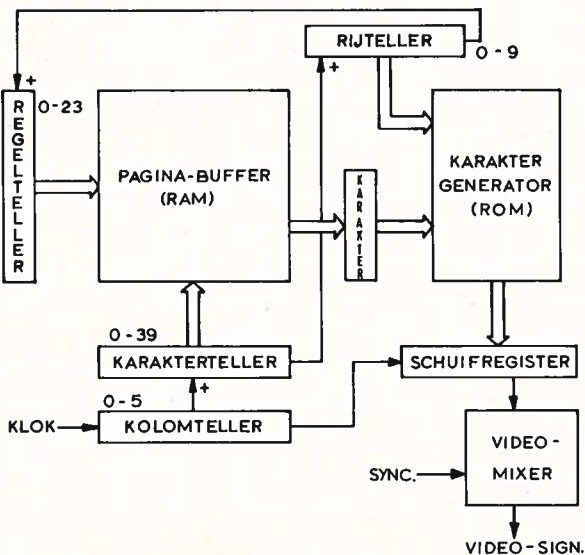 RIJTELLER
0-9
+
+
0-23
REGELTELLER
PAGINA-BUFFER
(RAM)
KARAKTER
KARAKTER
GENERATOR
(ROM)
0-39
KARAKTERTELLER
+
0-5
KLOK
KOLOMTELLER
SCHUIFREGISTER
SYNC.
VIDEO-
MIXER
VIDEO-SIGN.